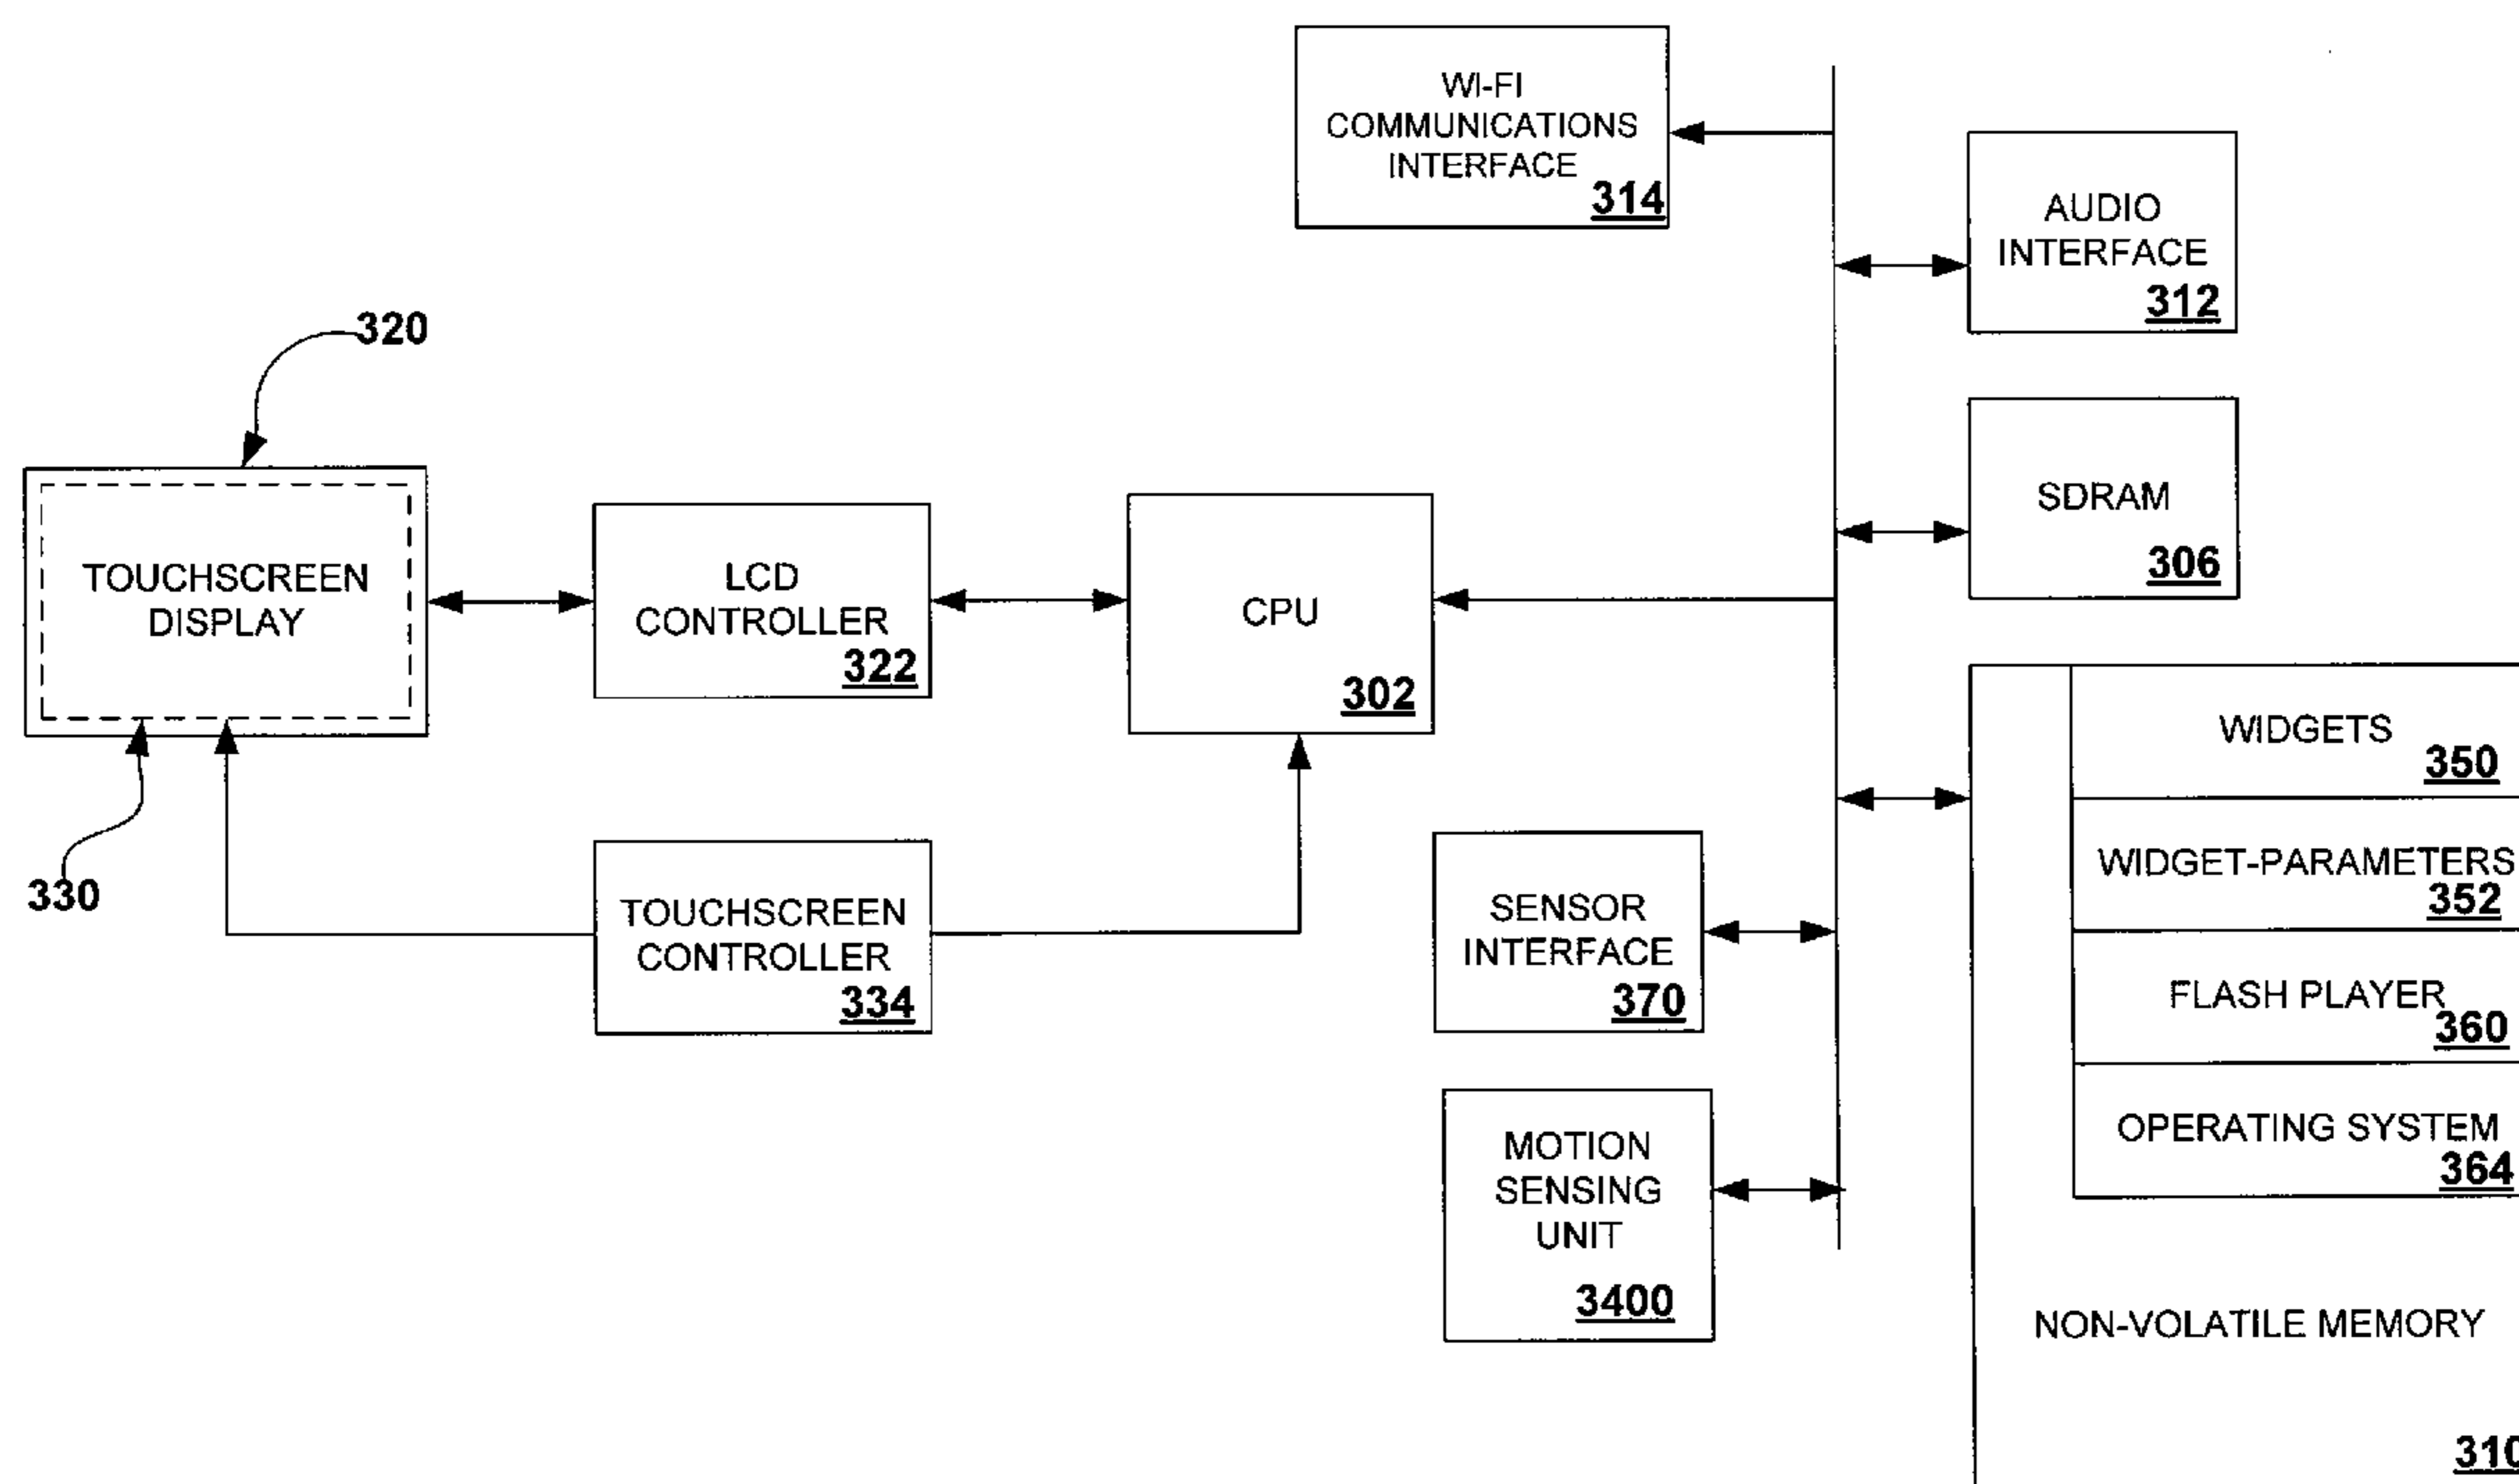 WI-FI
COMMUNICATIONS
INTERFACE
314
AUDIO
INTERFACE
312
320
SDRAM
306
TOUCHSCREEN
DISPLAY
LCD
CONTROLLER
322
CPU
302
WIDGETS
350
WIDGET-PARAMETERS
352
330
TOUCHSCREEN
CONTROLLER
334
SENSOR
INTERFACE
370
FLASH PLAYER
360
OPERATING SYSTEM
364
MOTION
SENSING
UNIT
3400
NON-VOLATILE MEMORY
310